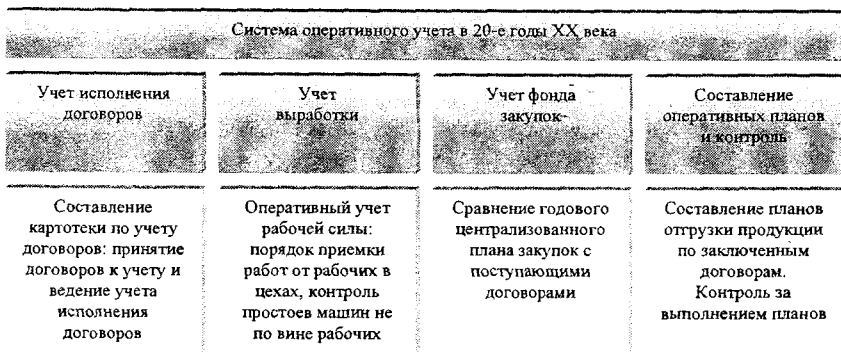 Система оперативного учета в 20-е годы XX века
Учет исполнения
договоров
Учет
выработки
Учет фонда
закупок-
Составление
оперативных планов
и контроль
Составление
картотеки по учету
договоров: принятие
договоров к учету и
ведение учета
исполнения
договоров
Оперативный учет
рабочей силы:
порядок приемки
работ от рабочих в
цехах, контроль
простоев машин не
по вине рабочих
Сравнение годового
централизованного
плана закупок с
поступающими
договорами
Составление планов
отгрузки продукции
по заключенным
договорам.
Контроль за
выполнением планов